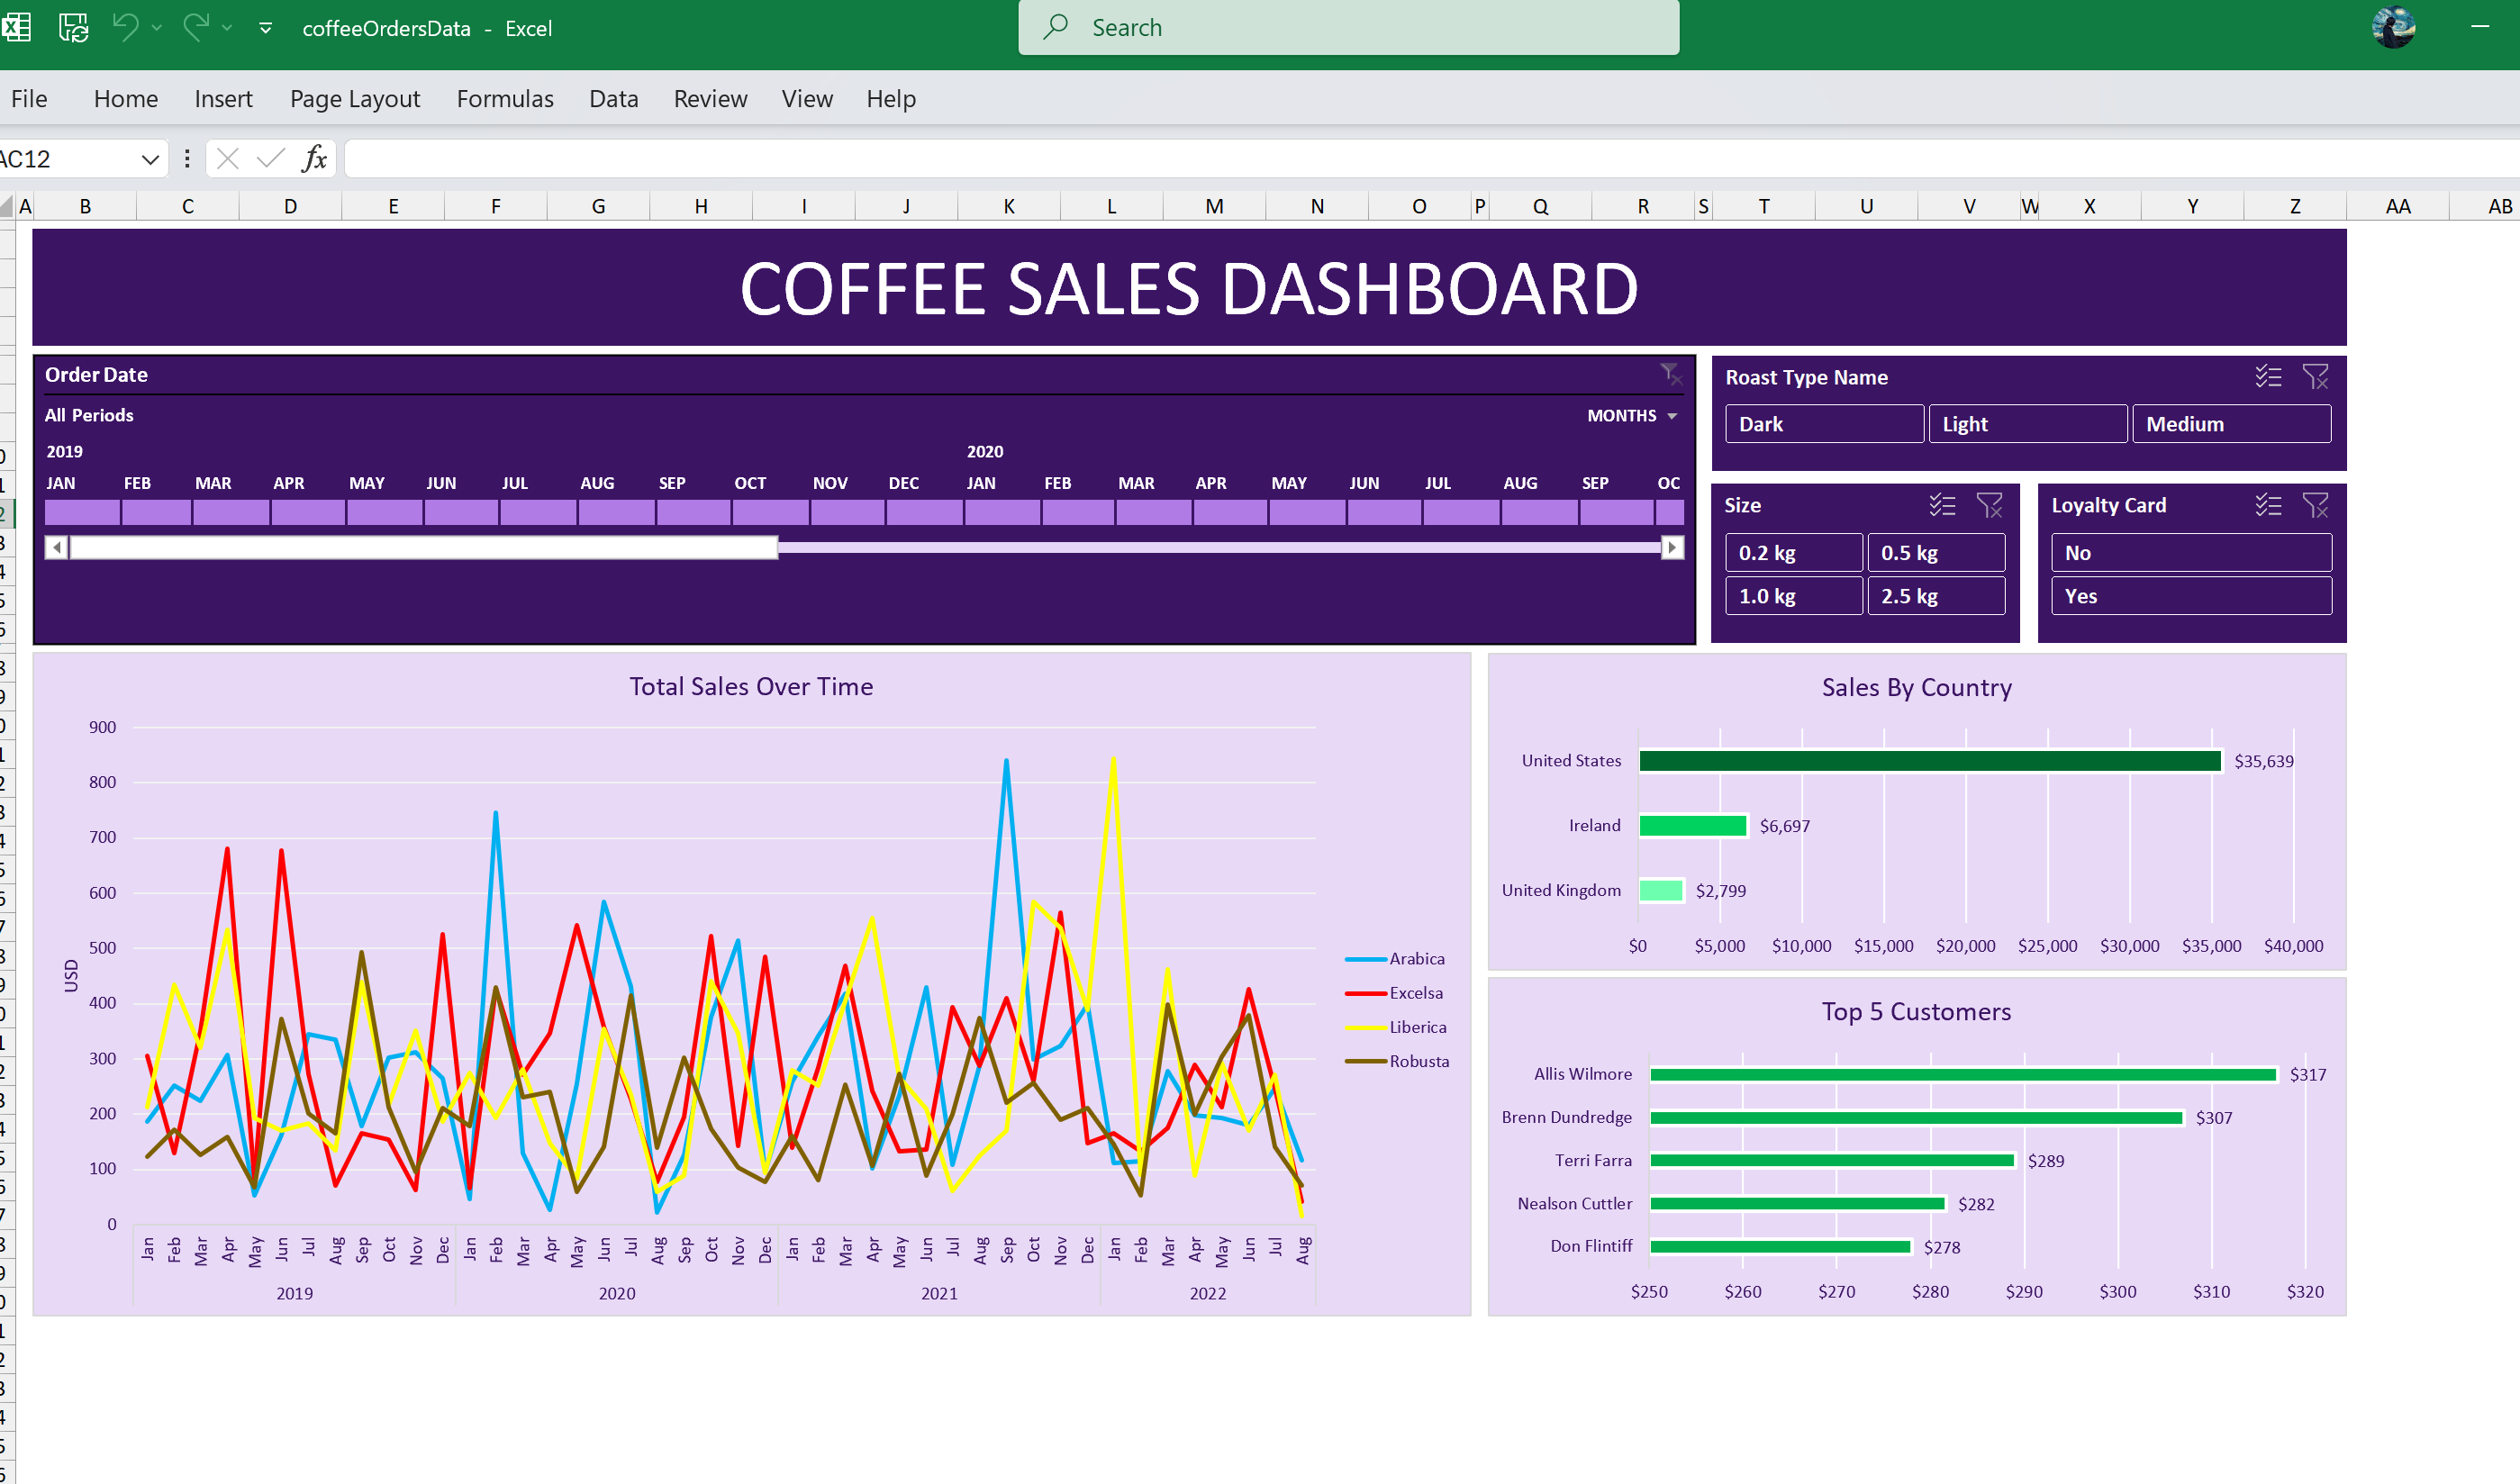 coffeeOrdersData - Excel
Search
File Home Insert Page Layout Formulas Data Review View Help
AC12 fx
A B C D E F G H I J K L M N O P Q R S T U V W X Y Z AA AB
COFFEE SALES DASHBOARD
Order Date
All Periods MONTHS
2019 2020
JAN FEB MAR APR MAY JUN JUL AUG SEP OCT NOV DEC JAN FEB MAR APR MAY JUN JUL AUG SEP OC
Roast Type Name
Dark Light Medium
Size
0.2 kg 0.5 kg
1.0 kg 2.5 kg
Loyalty Card
No
Yes
Total Sales Over Time
900
800
700
600
500
400
300
200
100
0
USD
Jan Feb Mar Apr May Jun Jul Aug Sep Oct Nov Dec Jan Feb Mar Apr May Jun Jul Aug Sep Oct Nov Dec Jan Feb Mar Apr May Jun Jul Aug Sep Oct Nov Dec Jan Feb Mar Apr May Jun Jul Aug
2019 2020 2021 2022
Arabica
Excelsa
Liberica
Robusta
Sales By Country
United States $35,639
Ireland $6,697
United Kingdom $2,799
$0 $5,000 $10,000 $15,000 $20,000 $25,000 $30,000 $35,000 $40,000
Top 5 Customers
Allis Wilmore $317
Brenn Dundredge $307
Terri Farra $289
Nealson Cuttler $282
Don Flintiff $278
$250 $260 $270 $280 $290 $300 $310 $320